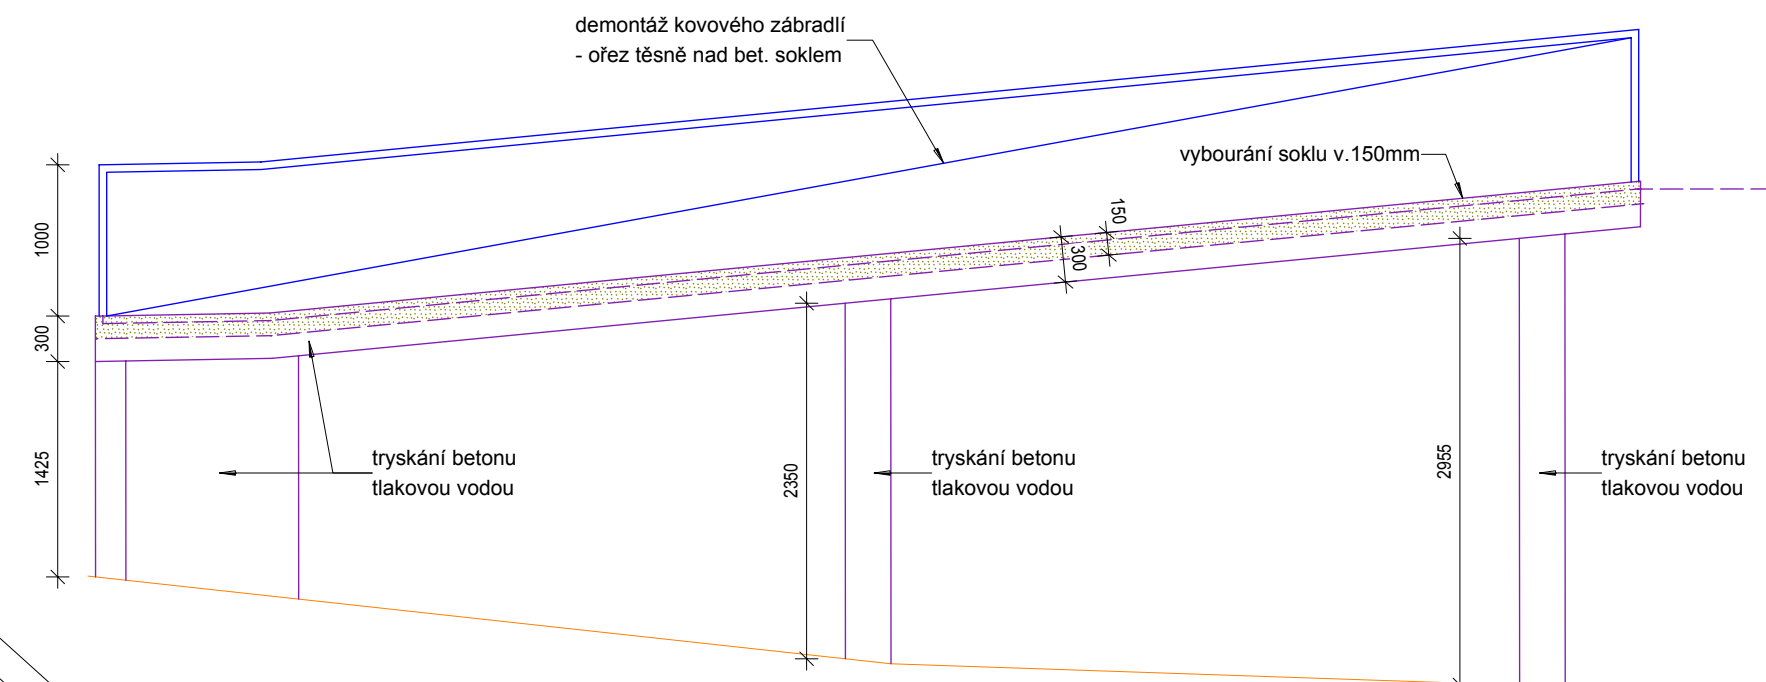 demontáž kovového zábradlí
- ořez těsně nad bet. soklem
vybourání soklu v.150mm
150
300
1000
300
1425
2350
2955
tryskání betonu
tlakovou vodou
tryskání betonu
tlakovou vodou
tryskání betonu
tlakovou vodou